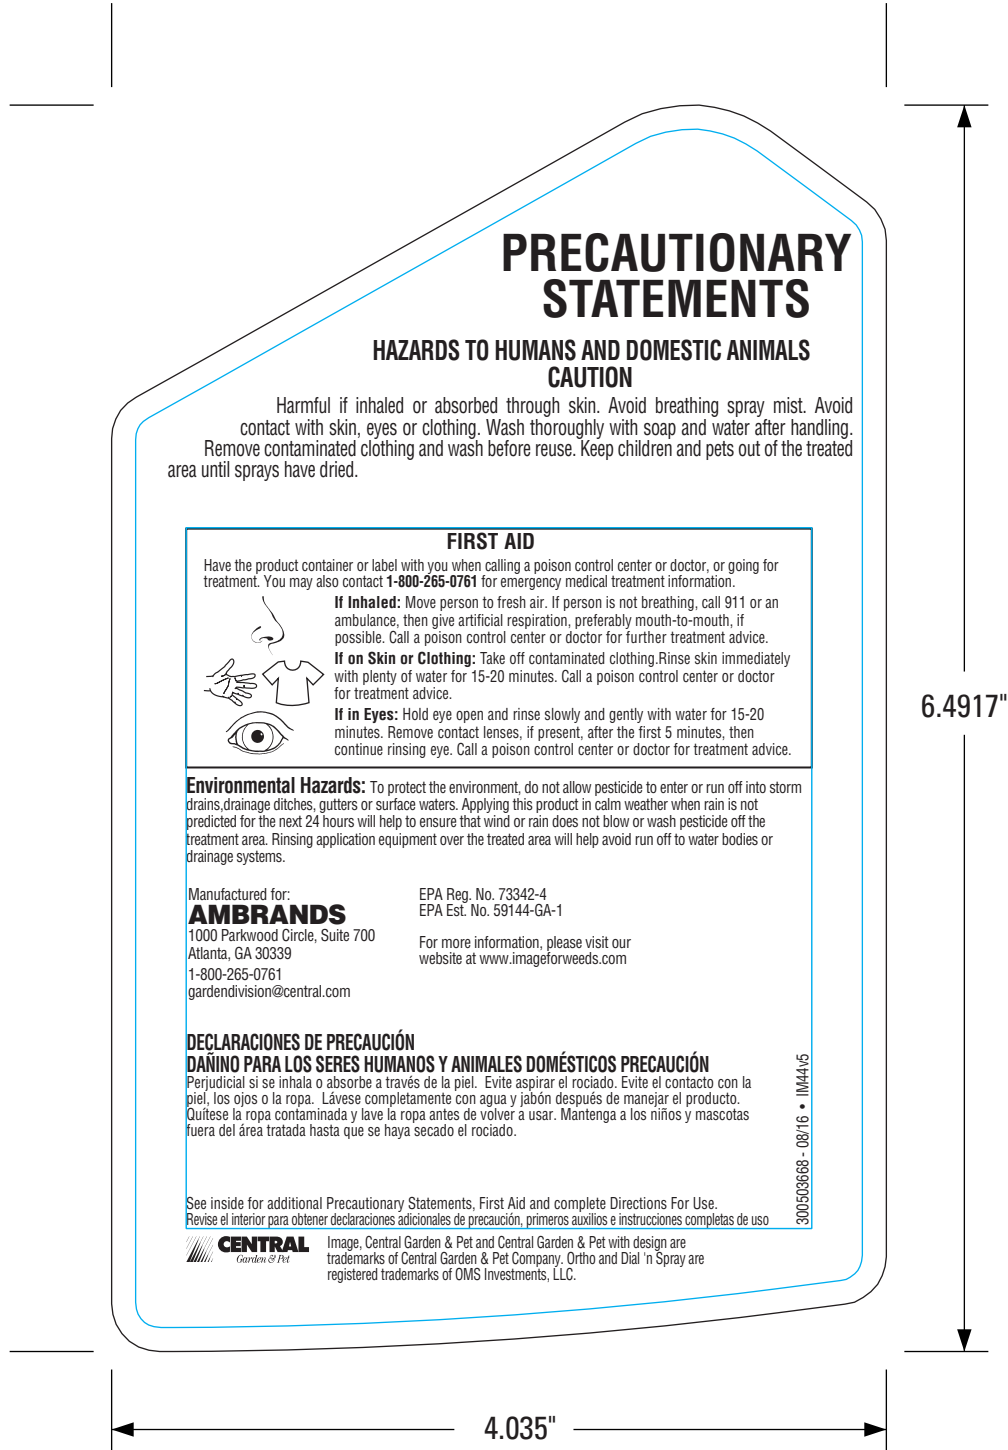 PRECAUTIONARY
STATEMENTS
HAZARDS TO HUMANS AND DOMESTIC ANIMALS
CAUTION
Harmful if inhaled or absorbed through skin. Avoid breathing spray mist. Avoid
contact with skin, eyes or clothing. Wash thoroughly with soap and water after handling.
Remove contaminated clothing and wash before reuse. Keep children and pets out of the treated
area until sprays have dried.
FIRST AID
Have the product container or label with you when calling a poison control center or doctor, or going for
treatment. You may also contact 1-800-265-0761 for emergency medical treatment information.
If Inhaled: Move person to fresh air. If person is not breathing, call 911 or an
ambulance, then give artificial respiration, preferably mouth-to-mouth, if
possible. Call a poison control center or doctor for further treatment advice.
If on Skin or Clothing: Take off contaminated clothing.Rinse skin immediately
with plenty of water for 15-20 minutes. Call a poison control center or doctor
for treatment advice.
If in Eyes: Hold eye open and rinse slowly and gently with water for 15-20
minutes. Remove contact lenses, if present, after the first 5 minutes, then
continue rinsing eye. Call a poison control center or doctor for treatment advice.
6.4917"
Environmental Hazards: To protect the environment, do not allow pesticide to enter or run off into storm
drains,drainage ditches, gutters or surface waters. Applying this product in calm weather when rain is not
predicted for the next 24 hours will help to ensure that wind or rain does not blow or wash pesticide off the
treatment area. Rinsing application equipment over the treated area will help avoid run off to water bodies or
drainage systems.
Manufactured for:
AMBRANDS
1000 Parkwood Circle, Suite 700
Atlanta, GA 30339
1-800-265-0761
gardendivision@central.com
EPA Reg. No. 73342-4
EPA Est. No. 59144-GA-1
For more information, please visit our
website at www.imageforweeds.com
DECLARACIONES DE PRECAUCIÓN
DAÑINO PARA LOS SERES HUMANOS Y ANIMALES DOMÉSTICOS PRECAUCIÓN
Perjudicial si se inhala o absorbe a través de la piel. Evite aspirar el rociado. Evite el contacto con la
piel, los ojos o la ropa. Lávese completamente con agua y jabón después de manejar el producto.
Quítese la ropa contaminada y lave la ropa antes de volver a usar. Mantenga a los niños y mascotas
fuera del área tratada hasta que se haya secado el rociado.
300503668 - 08/16 • IM44v5
See inside for additional Precautionary Statements, First Aid and complete Directions For Use.
Revise el interior para obtener declaraciones adicionales de precaución, primeros auxilios e instrucciones completas de uso
CENTRAL
Garden & Pet
Image, Central Garden & Pet and Central Garden & Pet with design are
trademarks of Central Garden & Pet Company. Ortho and Dial 'n Spray are
registered trademarks of OMS Investments, LLC.
4.035"